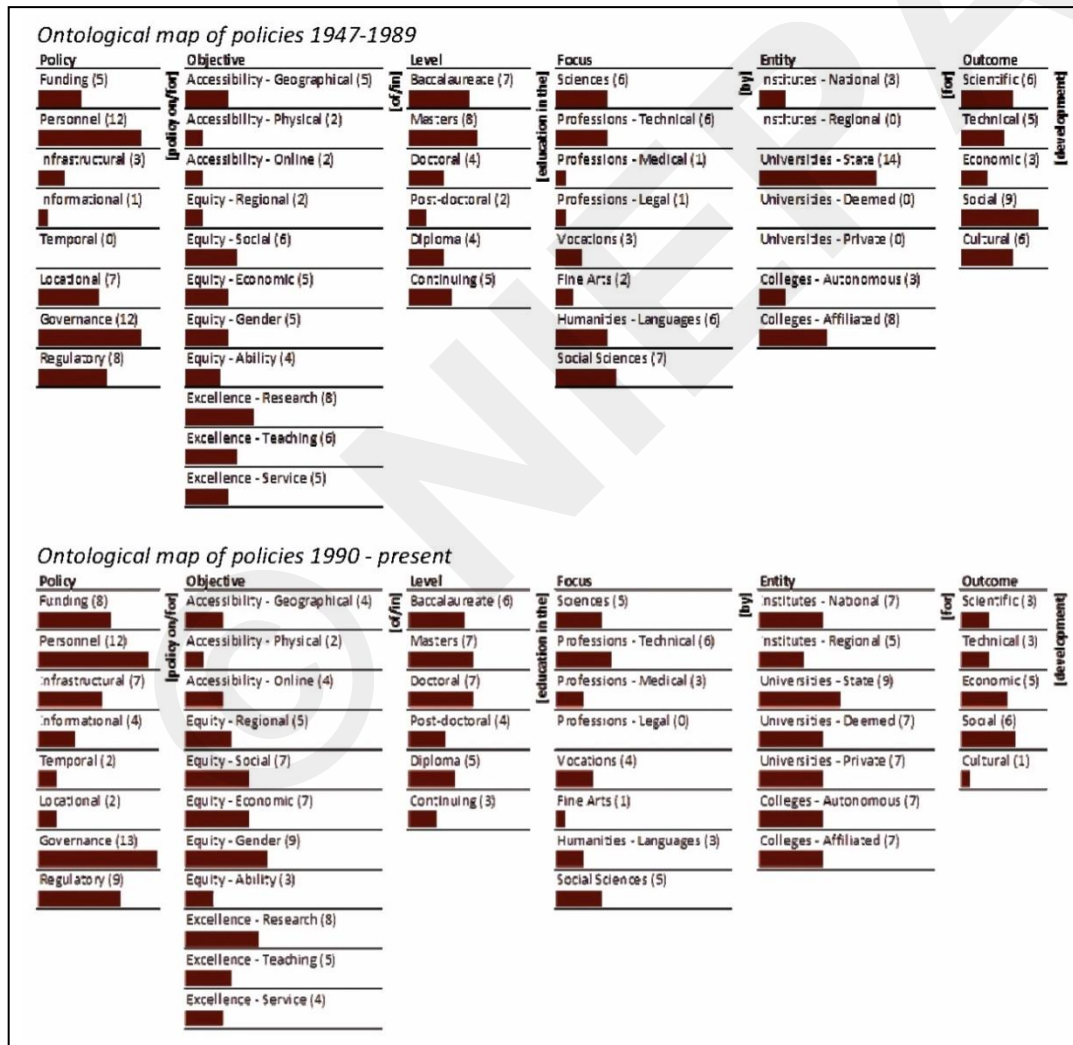 Ontological map of policies 1947-1989
Policy Objective Level Focus Entity Outcome
Funding (5) Accessibility - Geographical (5) Baccalaureate (7) Sciences (6) Institutes - National (3) Scientific (6)
Personnel (12) Accessibility - Physical (2) Masters (8) Professions - Technical (6) Institutes - Regional (0) Technical (5)
Infrastructural (3) Accessibility - Online (2) Doctoral (4) Professions - Medical (1) Universities - State (14) Economic (3)
Informational (1) Equity - Regional (2) Post-doctoral (2) Professions - Legal (1) Universities - Deemed (0) Social (9)
Temporal (0) Equity - Social (6) Diploma (4) Vocations (3) Universities - Private (0) Cultural (6)
Locational (7) Equity - Economic (5) Continuing (5) Fine Arts (2) Colleges - Autonomous (3)
Governance (12) Equity - Gender (5) Humanities - Languages (6) Colleges - Affiliated (8)
Regulatory (8) Equity - Ability (4) Social Sciences (7)
Excellence - Research (8)
Excellence - Teaching (6)
Excellence - Service (5)
[policy on/for]
[of/in]
[education in the]
[by]
[for]
[development]
Ontological map of policies 1990 - present
Policy Objective Level Focus Entity Outcome
Funding (8) Accessibility - Geographical (4) Baccalaureate (6) Sciences (5) Institutes - National (7) Scientific (3)
Personnel (12) Accessibility - Physical (2) Masters (7) Professions - Technical (6) Institutes - Regional (5) Technical (3)
Infrastructural (7) Accessibility - Online (4) Doctoral (7) Professions - Medical (3) Universities - State (9) Economic (5)
Informational (4) Equity - Regional (5) Post-doctoral (4) Professions - Legal (0) Universities - Deemed (7) Social (6)
Temporal (2) Equity - Social (7) Diploma (5) Vocations (4) Universities - Private (7) Cultural (1)
Locational (2) Equity - Economic (7) Continuing (3) Fine Arts (1) Colleges - Autonomous (7)
Governance (13) Equity - Gender (9) Humanities - Languages (3) Colleges - Affiliated (7)
Regulatory (9) Equity - Ability (3) Social Sciences (5)
Excellence - Research (8)
Excellence - Teaching (5)
Excellence - Service (4)
[policy on/for]
[of/in]
[education in the]
[by]
[for]
[development]
© NIEPA